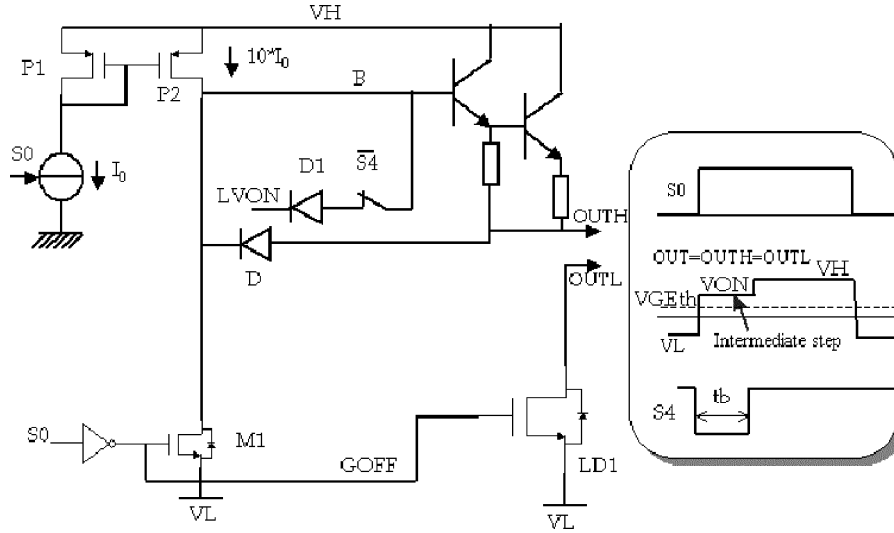 VH
P1
P2
10*I0
B
S0
I0
D1
S4
LVON
OUTH
D
OUTL
S0
M1
GOFF
LD1
VL
VL
S0
OUT=OUTH=OUTL
VH
VON
VGEth
VL
Intermediate step
S4
tb